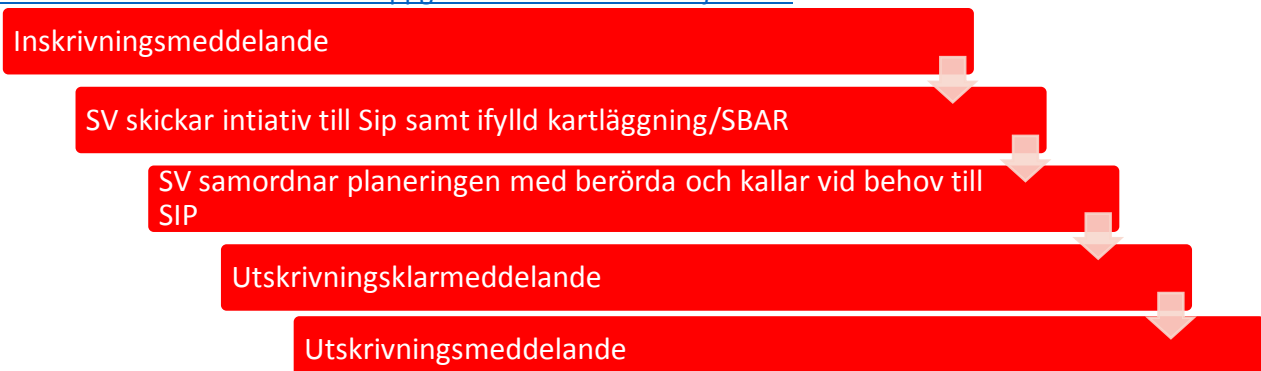 Inskrivningsmeddelande
SV skickar intiativ till Sip samt ifylld kartläggning/SBAR
SV samordnar planeringen med berörda och kallar vid behov till
SIP
Utskrivningsklarmeddelande
Utskrivningsmeddelande